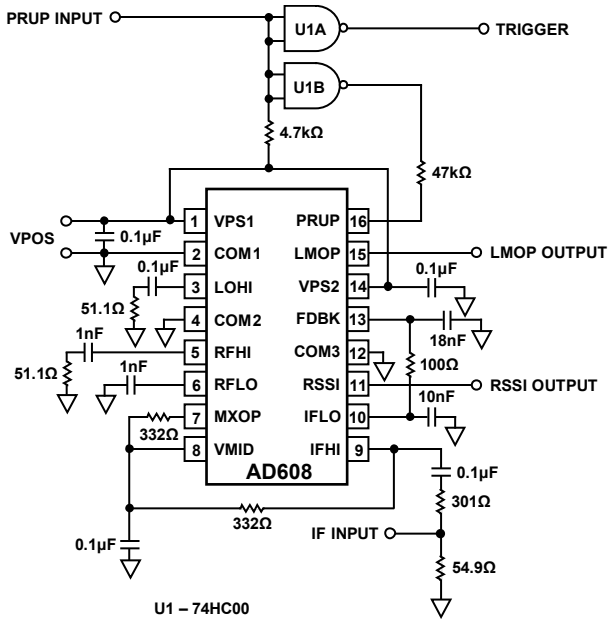 PRUP INPUT
U1A
TRIGGER
U1B
4.7kΩ
47kΩ
VPOS
0.1µF
1 VPS1
PRUP 16
2 COM1
LMOP 15
LMOP OUTPUT
0.1µF
51.1Ω
3 LOHI
VPS2 14
0.1µF
4 COM2
FDBK 13
18nF
1nF
51.1Ω
5 RFHI
COM3 12
100Ω
1nF
6 RFLO
RSSI 11
RSSI OUTPUT
10nF
332Ω
7 MXOP
IFLO 10
8 VMID
IFHI 9
AD608
0.1µF
301Ω
332Ω
IF INPUT
0.1µF
54.9Ω
U1 – 74HC00